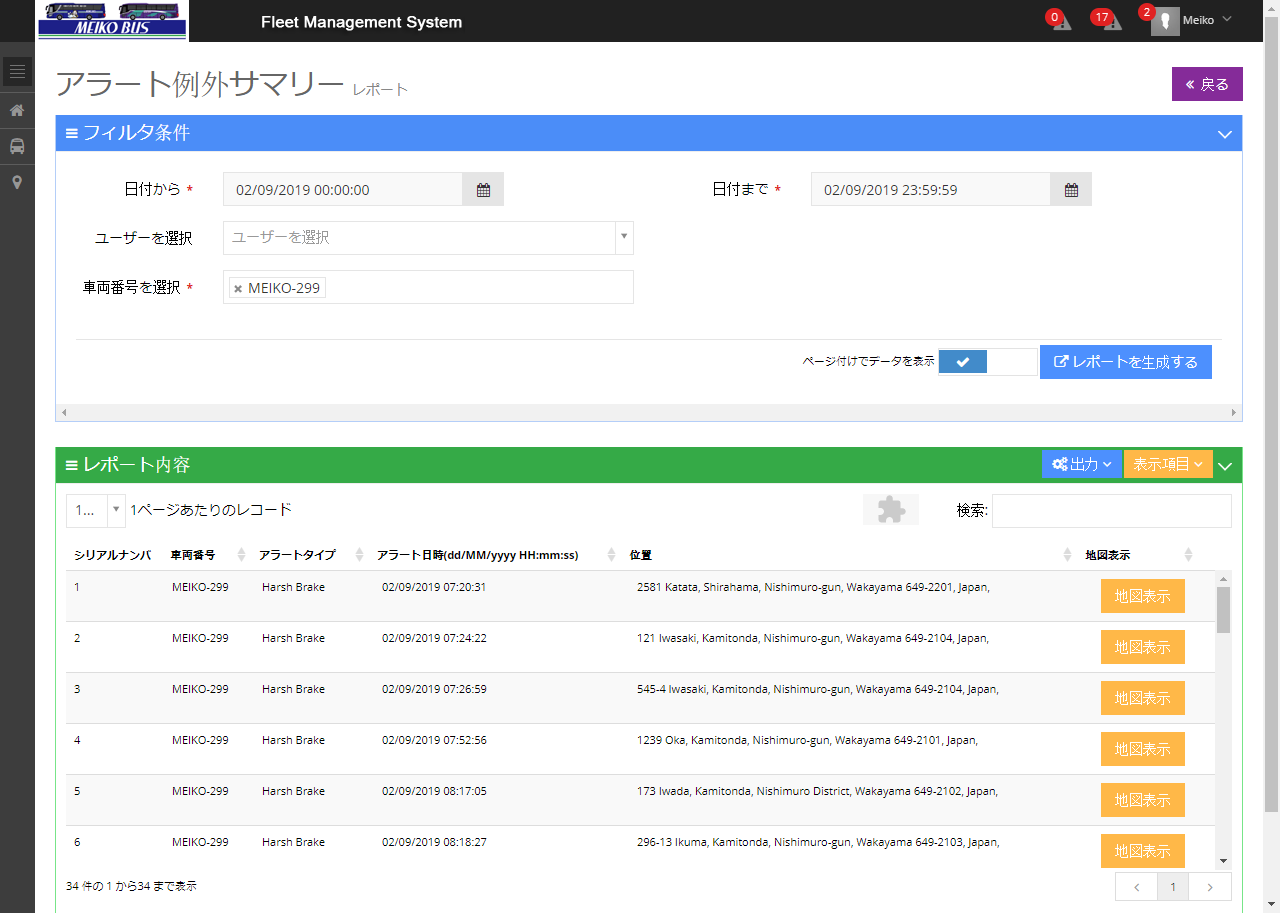 MEIKO BUS
Fleet Management System
0
17
2
Meiko
アラート例外サマリー レポート
« 戻る
フィルタ条件
日付から *
02/09/2019 00:00:00
日付まで *
02/09/2019 23:59:59
ユーザーを選択
ユーザーを選択
車両番号を選択 *
× MEIKO-299
ページ付けでデータを表示
レポートを生成する
レポート内容
出力
表示項目
1...
1ページあたりのレコード
検索:
シリアルナンバ 車両番号 アラートタイプ アラート日時(dd/MM/yyyy HH:mm:ss) 位置 地図表示
1 MEIKO-299 Harsh Brake 02/09/2019 07:20:31 2581 Katata, Shirahama, Nishimuro-gun, Wakayama 649-2201, Japan, 地図表示
2 MEIKO-299 Harsh Brake 02/09/2019 07:24:22 121 Iwasaki, Kamitonda, Nishimuro-gun, Wakayama 649-2104, Japan, 地図表示
3 MEIKO-299 Harsh Brake 02/09/2019 07:26:59 545-4 Iwasaki, Kamitonda, Nishimuro-gun, Wakayama 649-2104, Japan, 地図表示
4 MEIKO-299 Harsh Brake 02/09/2019 07:52:56 1239 Oka, Kamitonda, Nishimuro-gun, Wakayama 649-2101, Japan, 地図表示
5 MEIKO-299 Harsh Brake 02/09/2019 08:17:05 173 Iwada, Kamitonda, Nishimuro District, Wakayama 649-2102, Japan, 地図表示
6 MEIKO-299 Harsh Brake 02/09/2019 08:18:27 296-13 Ikuma, Kamitonda, Nishimuro-gun, Wakayama 649-2103, Japan, 地図表示
34 件の 1 から34 まで表示
1